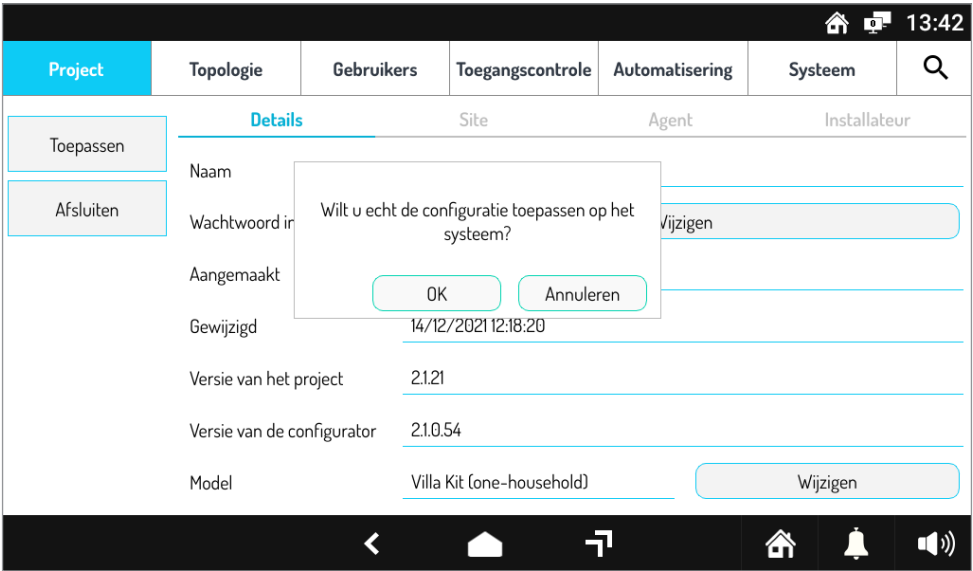 13:42
Project Topologie Gebruikers Toegangscontrole Automatisering Systeem
Details Site Agent Installateur
Toepassen
Afsluiten
Naam
Wachtwoord in
Wijzigen
Wilt u echt de configuratie toepassen op het
systeem?
OK Annuleren
Aangemaakt
Gewijzigd 14/12/2021 12:18:20
Versie van het project 2.1.21
Versie van de configurator 2.1.0.54
Model Villa Kit (one-household) Wijzigen